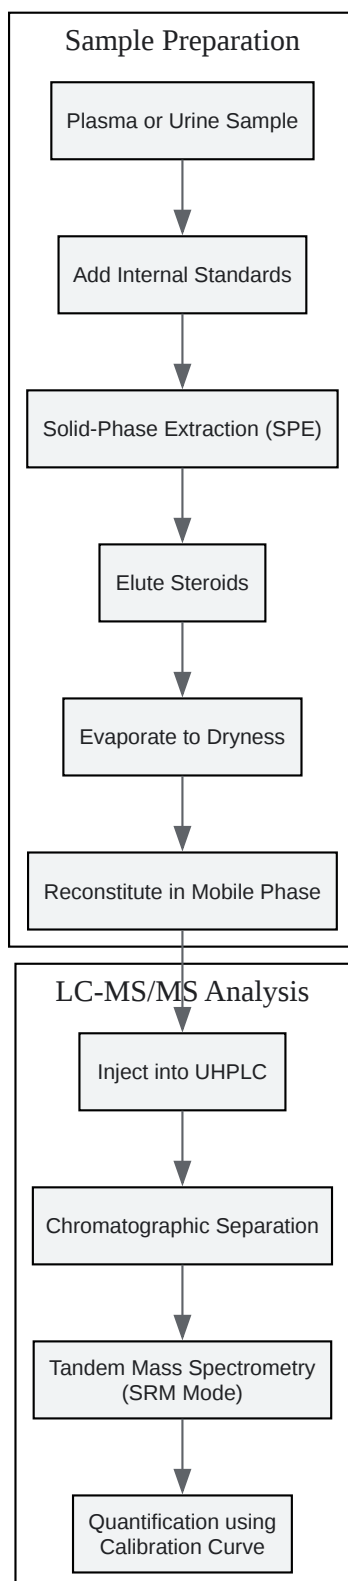 Sample Preparation
Plasma or Urine Sample
Add Internal Standards
Solid-Phase Extraction (SPE)
Elute Steroids
Evaporate to Dryness
Reconstitute in Mobile Phase
LC-MS/MS Analysis
Inject into UHPLC
Chromatographic Separation
Tandem Mass Spectrometry
(SRM Mode)
Quantification using
Calibration Curve